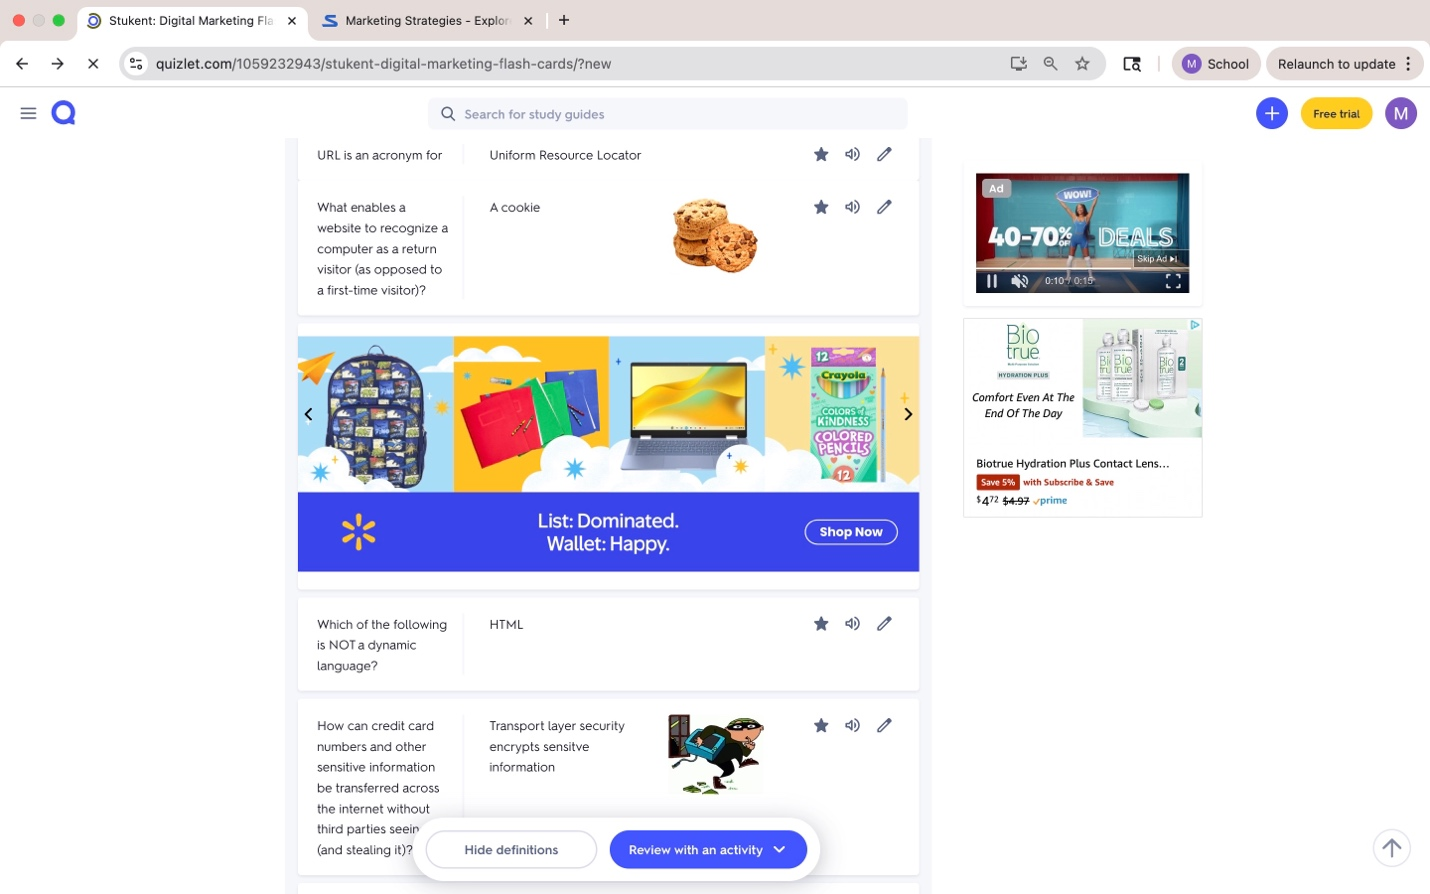 Stukent: Digital Marketing Fla
Marketing Strategies - Explor
quizlet.com/1059232943/stukent-digital-marketing-flash-cards/?new
M School
Relaunch to update
Search for study guides
Free trial
M
URL is an acronym for
Uniform Resource Locator
What enables a
website to recognize a
computer as a return
visitor (as opposed to
a first-time visitor)?
A cookie
Ad
WOW!
40-70% OFF DEALS
Skip Ad
0:10 / 0:15
Bio
true
HYDRATION PLUS
Comfort Even At The
End Of The Day
Bio
true
Biotrue Hydration Plus Contact Lens...
Save 5% with Subscribe & Save
$4.72 $4.97 prime
12
Crayola
COLORS of
KINDNESS
COLORED
PENCILS
12
List: Dominated.
Wallet: Happy.
Shop Now
Which of the following
is NOT a dynamic
language?
HTML
How can credit card
numbers and other
sensitive information
be transferred across
the internet without
third parties seein
(and stealing it)?
Transport layer security
encrypts sensitve
information
Hide definitions
Review with an activity